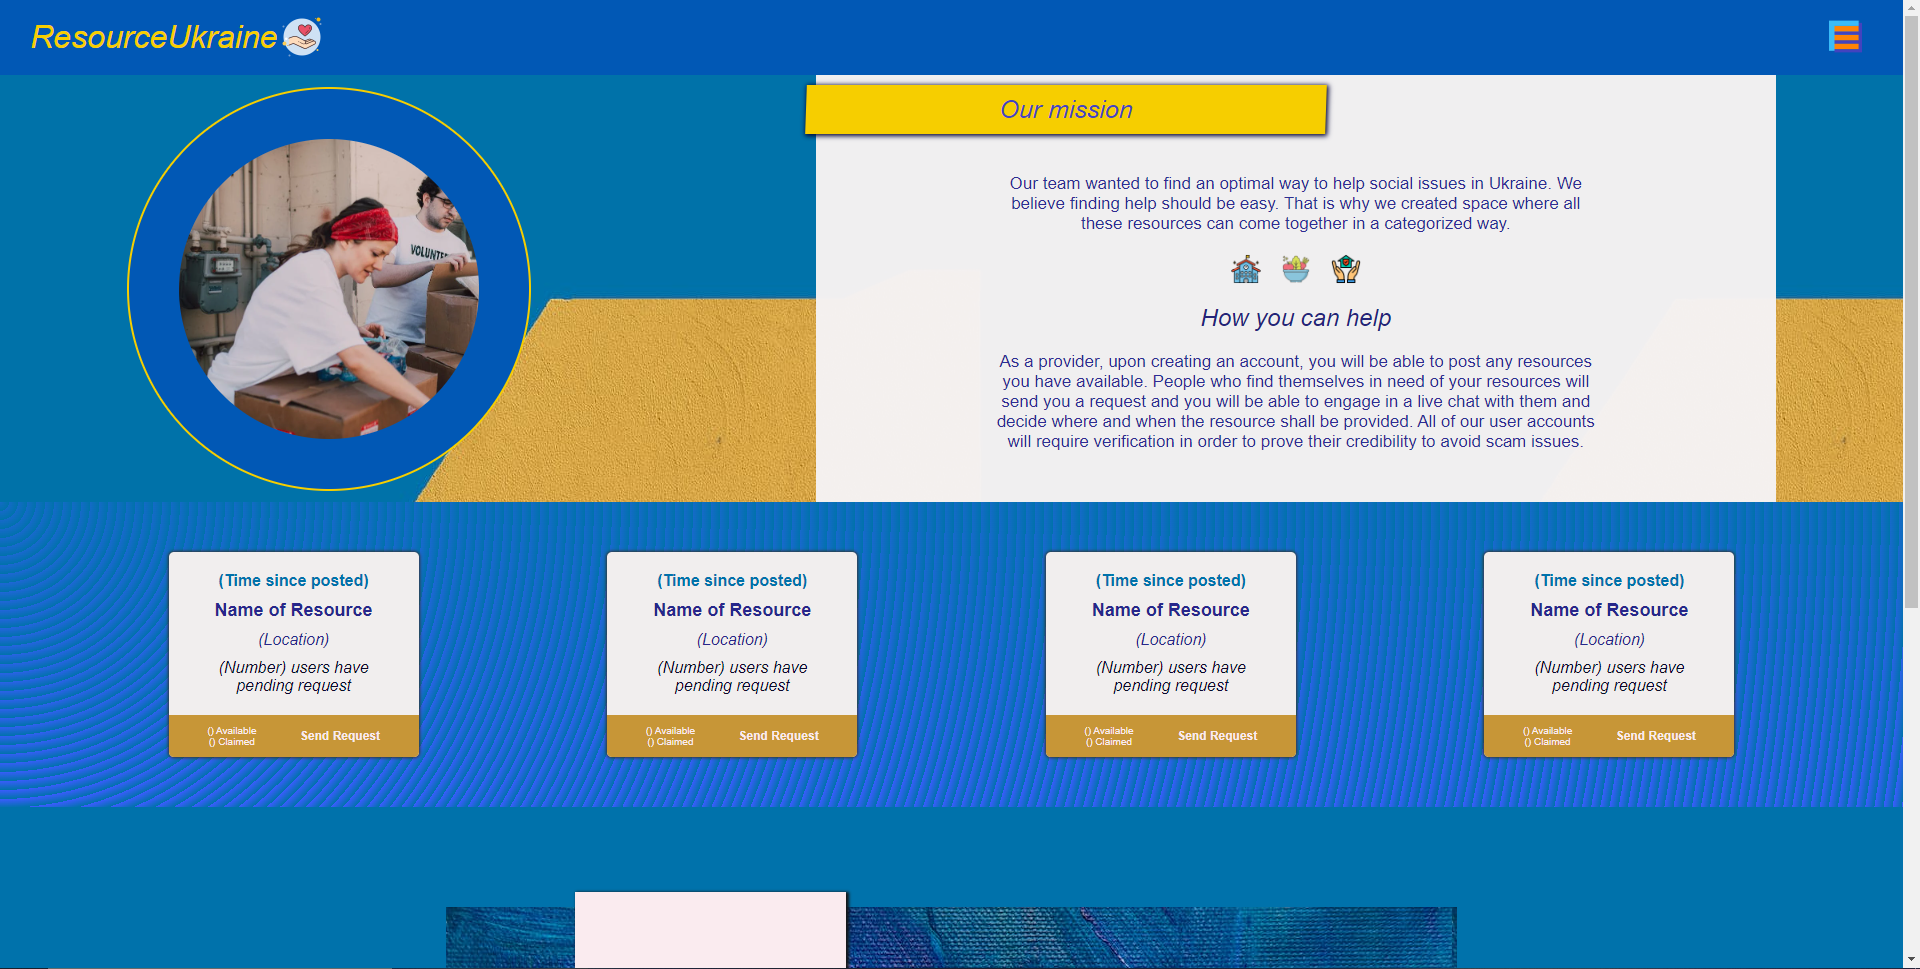 ResourceUkraine
Our mission
Our team wanted to find an optimal way to help social issues in Ukraine. We
believe finding help should be easy. That is why we created space where all
these resources can come together in a categorized way.
How you can help
As a provider, upon creating an account, you will be able to post any resources
you have available. People who find themselves in need of your resources will
send you a request and you will be able to engage in a live chat with them and
decide where and when the resource shall be provided. All of our user accounts
will require verification in order to prove their credibility to avoid scam issues.
(Time since posted)
Name of Resource
(Location)
(Number) users have
pending request
() Available
() Claimed
Send Request
(Time since posted)
Name of Resource
(Location)
(Number) users have
pending request
() Available
() Claimed
Send Request
(Time since posted)
Name of Resource
(Location)
(Number) users have
pending request
() Available
() Claimed
Send Request
(Time since posted)
Name of Resource
(Location)
(Number) users have
pending request
() Available
() Claimed
Send Request